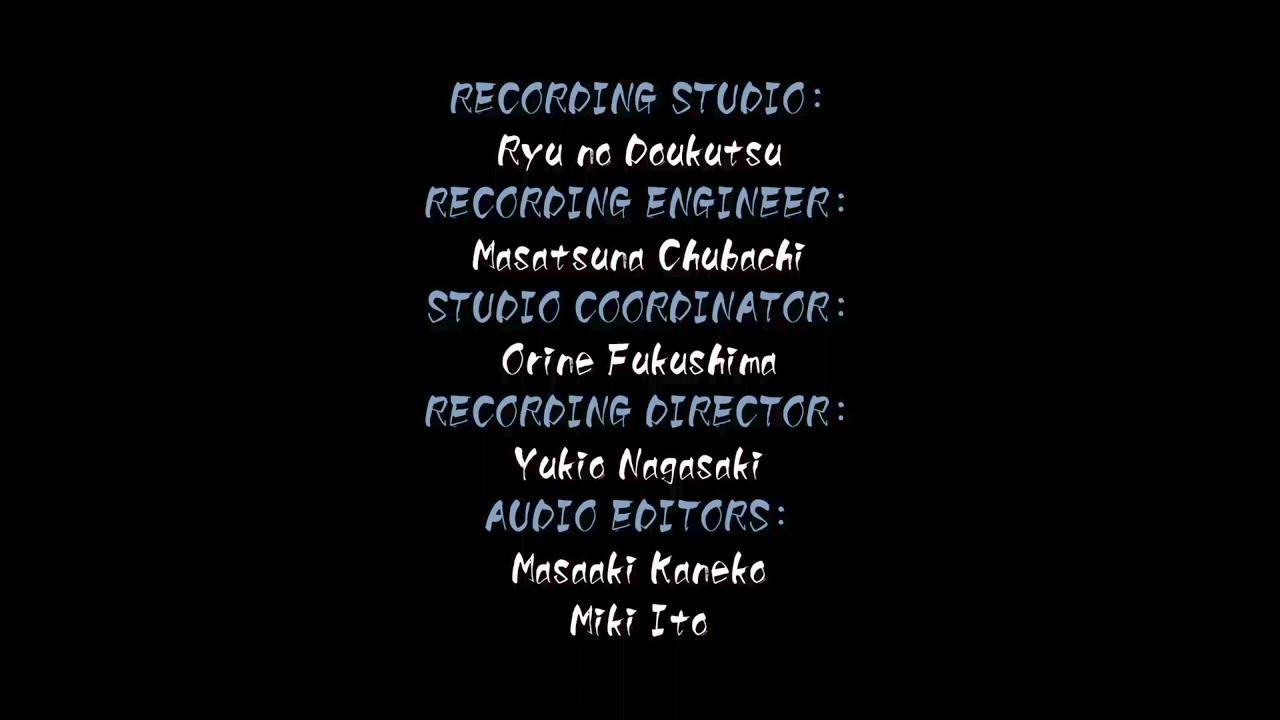 RECORDING STUDIO:
Ryu no Doukutsu
RECORDING ENGINEER:
Masatsuna Chubachi
STUDIO COORDINATOR:
Orine Fukushima
RECORDING DIRECTOR:
Yukio Nagasaki
AUDIO EDITORS:
Masaaki Kaneko
Miki Ito